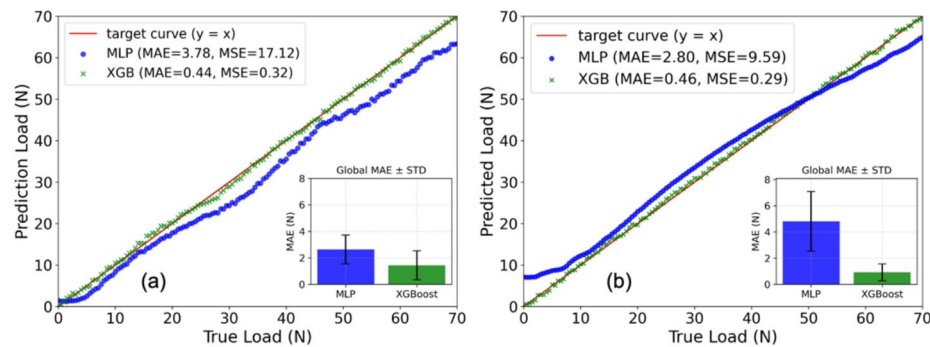 70
60
50
40
30
20
10
0
Prediction Load (N)
target curve (y = x)
MLP (MAE=3.78, MSE=17.12)
XGB (MAE=0.44, MSE=0.32)
Global MAE ± STD
8
6
4
2
0
MAE (N)
MLP
XGBoost
(a)
0 10 20 30 40 50 60 70
True Load (N)
70
60
50
40
30
20
10
0
Predicted Load (N)
target curve (y = x)
MLP (MAE=2.80, MSE=9.59)
XGB (MAE=0.46, MSE=0.29)
Global MAE ± STD
8
6
4
2
0
MAE (N)
MLP
XGBoost
(b)
0 10 20 30 40 50 60 70
True Load (N)